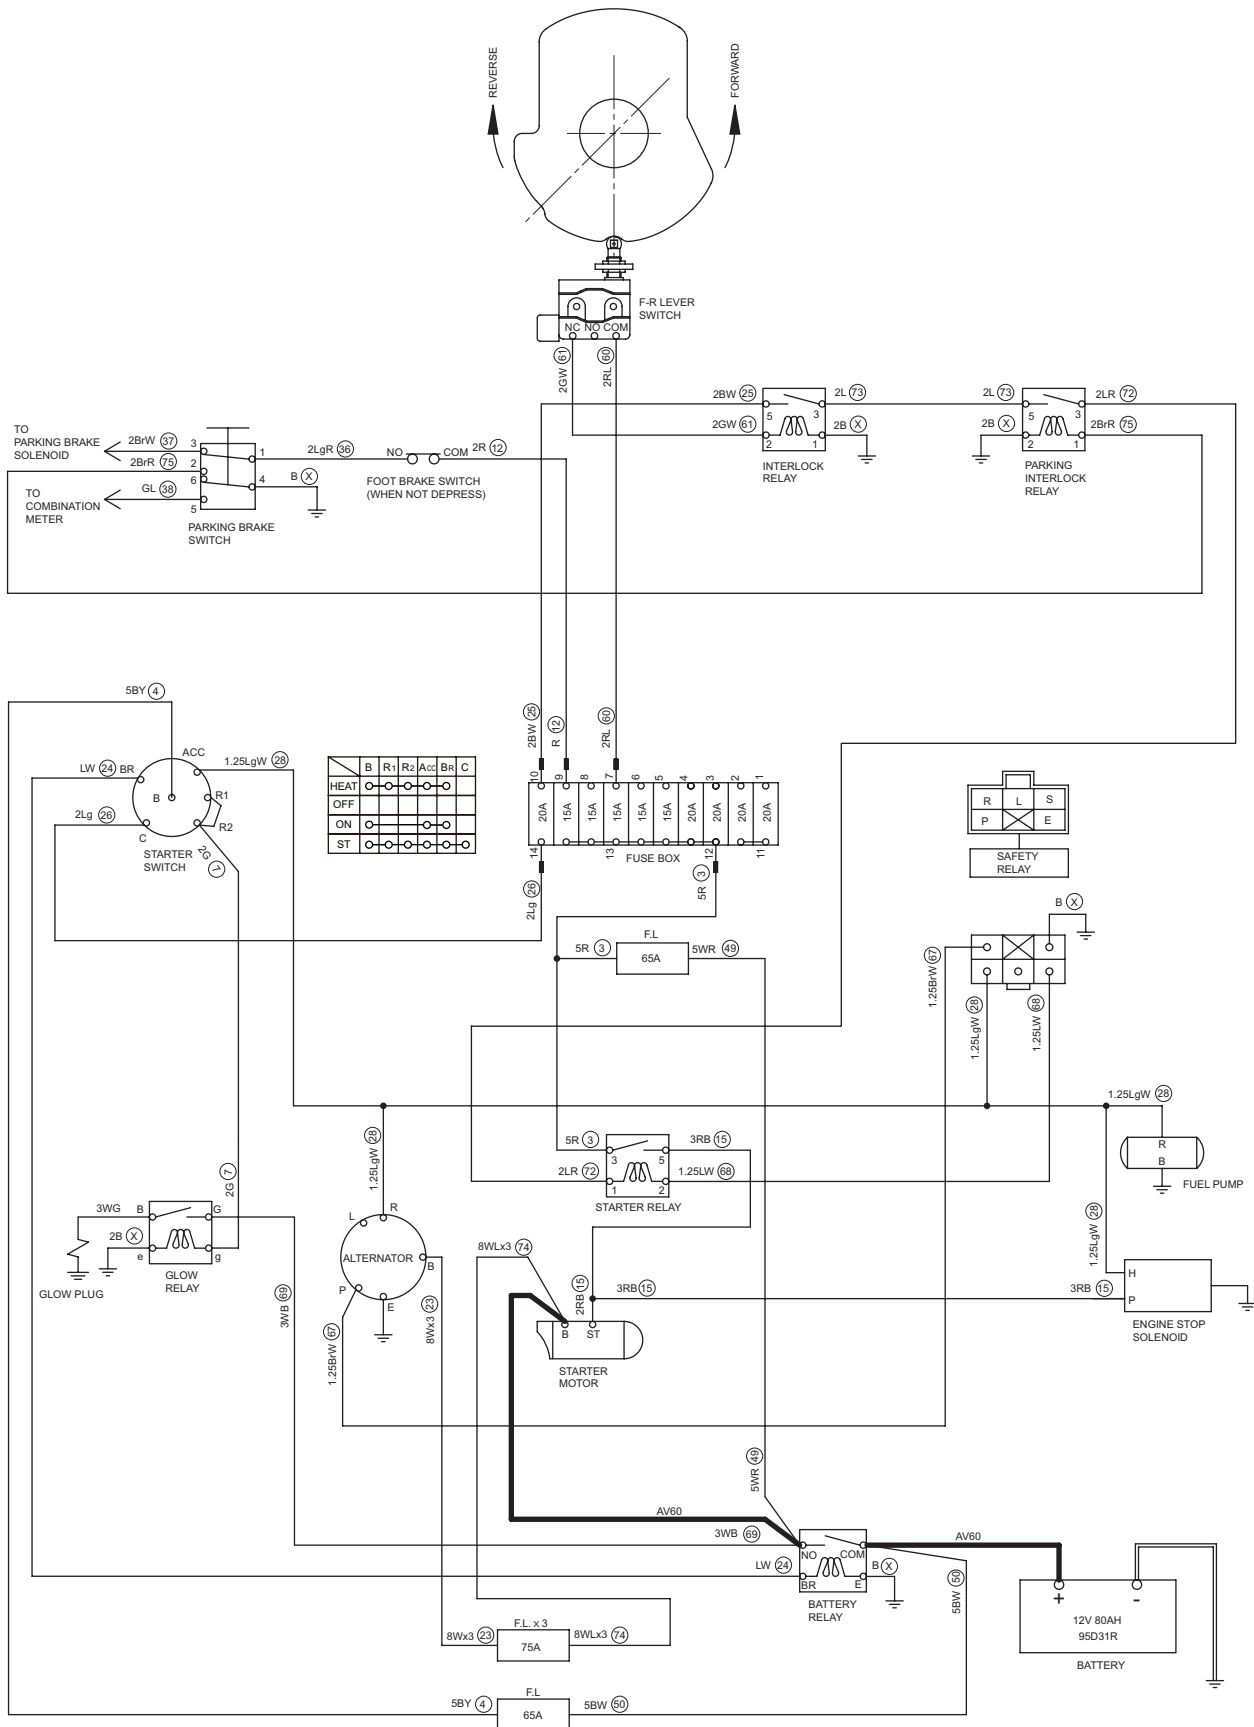 REVERSE
FORWARD
F-R LEVER
SWITCH
NC NO COM
2GW 61
2RL 60
2BW 25
2L 73
5 3
2GW 61
2B X
2 1
INTERLOCK
RELAY
2L 73
2LR 72
5 3
2B X
2BrR 75
2 1
PARKING
INTERLOCK
RELAY
TO
PARKING BRAKE
SOLENOID
2BrW 37
3
2BrR 75
2
6
TO
COMBINATION
METER
GL 38
5
1
2LgR 36
4
B X
PARKING BRAKE
SWITCH
NO COM
2R 12
FOOT BRAKE SWITCH
(WHEN NOT DEPRESS)
5BY 4
ACC
1.25LgW 28
LW 24 BR
B
R1
R2
2Lg 26
C
STARTER
SWITCH
2G 7
B R1 R2 ACC BR C
HEAT
OFF
ON
ST
2BW 25
R 12
2RL 60
10 9 8 7 6 5 4 3 2 1
20A 15A 15A 15A 15A 15A 20A 20A 20A 20A
14 13 12 11
FUSE BOX
2Lg 26
5R 3
R L S
P E
SAFETY
RELAY
B X
1.25BrW 67
1.25LgW 28
1.25LW 68
F.L
5R 3
65A
5WR 49
1.25LgW 28
R
B
FUEL PUMP
5R 3
3RB 15
3 5
2LR 72
1.25LW 68
1 2
STARTER RELAY
1.25LgW 28
2G 7
3WG
B G
2B X
e g
GLOW PLUG
GLOW
RELAY
3WB 69
L R
ALTERNATOR
B
P E
1.25BrW 67
8Wx3 23
8WLx3 74
2RB 15
3RB 15
B ST
STARTER
MOTOR
1.25LgW 28
3RB 15
H
P
ENGINE STOP
SOLENOID
5WR 49
AV60
3WB 69
NO COM
LW 24
BR E
B X
BATTERY
RELAY
AV60
5BW 50
+ -
12V 80AH
95D31R
BATTERY
F.L. x 3
8Wx3 23
75A
8WLx3 74
F.L
5BY 4
65A
5BW 50